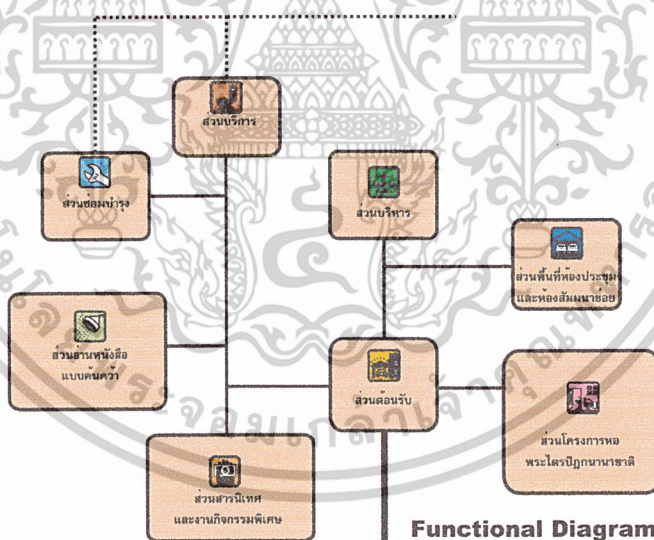 ส่วนบริการ
ส่วนซ่อมบำรุง
ส่วนบริหาร
ส่วนพื้นที่ห้องประชุม
และห้องสัมมนาย่อย
ส่วนอ่านหนังสือ
แบบค้นคว้า
ส่วนต้อนรับ
ส่วนโครงการหอ
พระไตรปิฎกนานาชาติ
ส่วนสารนิเทศ
และงานกิจกรรมพิเศษ
Functional Diagram